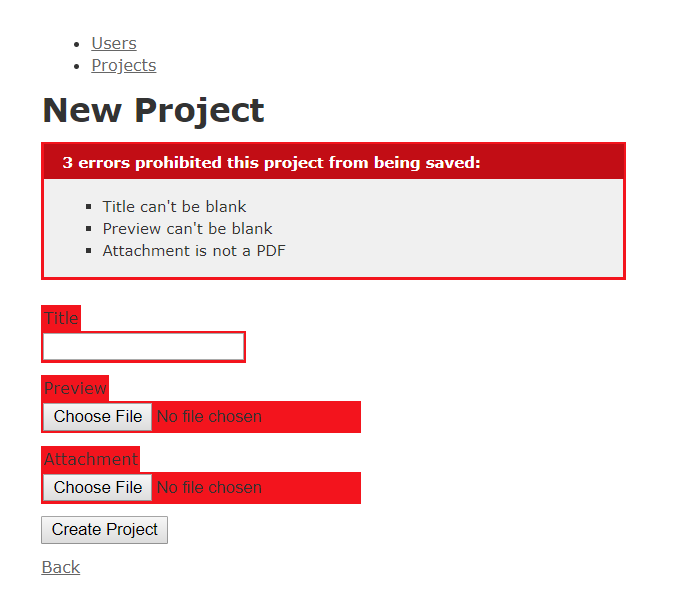 Users
Projects
New Project
3 errors prohibited this project from being saved:
Title can't be blank
Preview can't be blank
Attachment is not a PDF
Title
Preview
Choose File No file chosen
Attachment
Choose File No file chosen
Create Project
Back